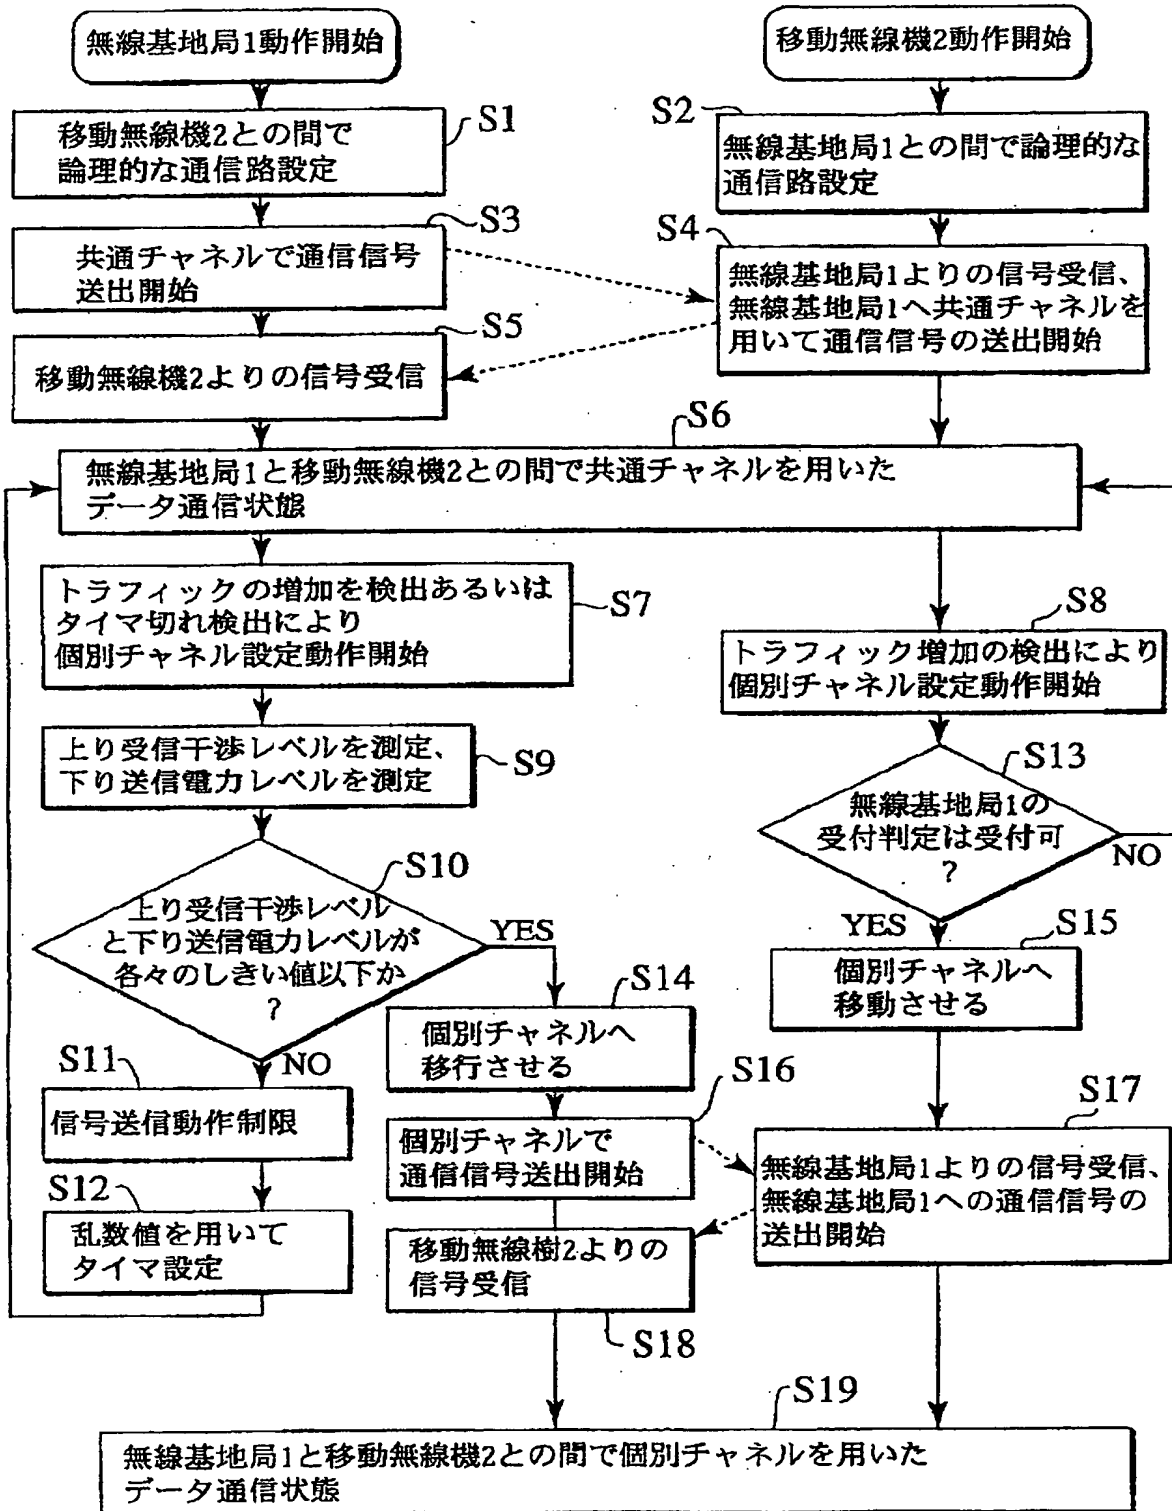 無線基地局1動作開始
移動無線機2動作開始
移動無線機2との間で
論理的な通信路設定
S1
S2
無線基地局1との間で論理的な
通信路設定
S3
共通チャネルで通信信号
送出開始
S4
無線基地局1よりの信号受信、
無線基地局1へ共通チャネルを
用いて通信信号の送出開始
S5
移動無線機2よりの信号受信
S6
無線基地局1と移動無線機2との間で共通チャネルを用いた
データ通信状態
トラフィックの増加を検出あるいは
タイマ切れ検出により
個別チャネル設定動作開始
S7
S8
トラフィック増加の検出により
個別チャネル設定動作開始
上り受信干渉レベルを測定、
下り送信電力レベルを測定
S9
S13
無線基地局1の
受付判定は受付可
?
NO
YES
S10
上り受信干渉レベル
と下り送信電力レベルが
各々のしきい値以下か
?
YES
NO
S15
個別チャネルへ
移動させる
S14
個別チャネルへ
移行させる
S11
信号送信動作制限
S16
個別チャネルで
通信信号送出開始
S17
無線基地局1よりの信号受信、
無線基地局1への通信信号の
送出開始
S12
乱数値を用いて
タイマ設定
移動無線樹2よりの
信号受信
S18
S19
無線基地局1と移動無線機2との間で個別チャネルを用いた
データ通信状態